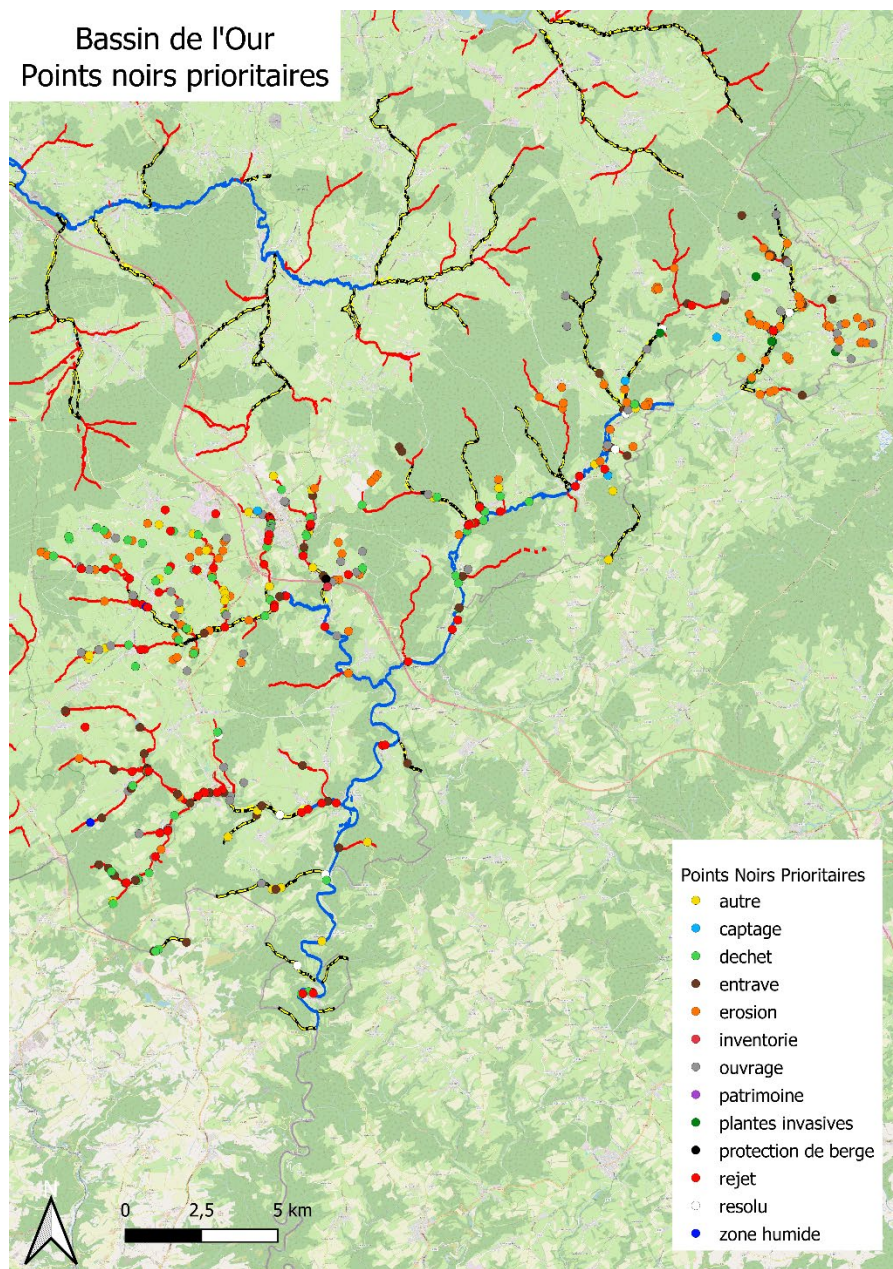 Bassin de l'Our
Points noirs prioritaires
Points Noirs Prioritaires
autre
captage
dechet
entrave
erosion
inventorie
ouvrage
patrimoine
plantes invasives
protection de berge
rejet
resolu
zone humide
N
0 2,5 5 km